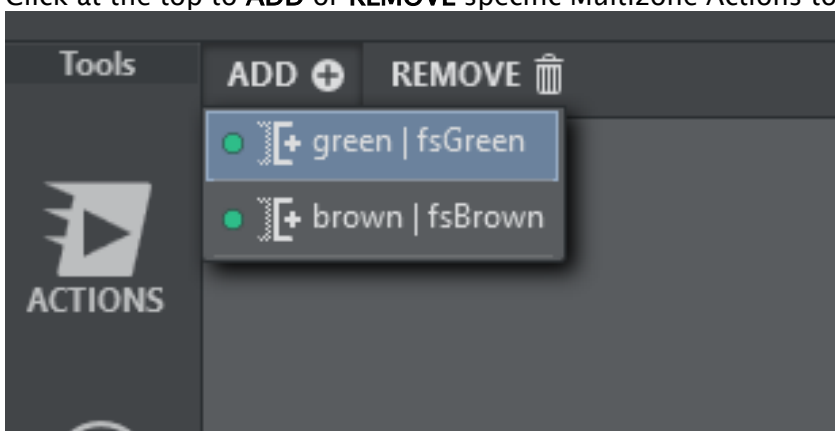 Click at the top to ADD or REMOVE specific Multizone Actions to
Tools
ADD REMOVE
green | fsGreen
brown | fsBrown
ACTIONS